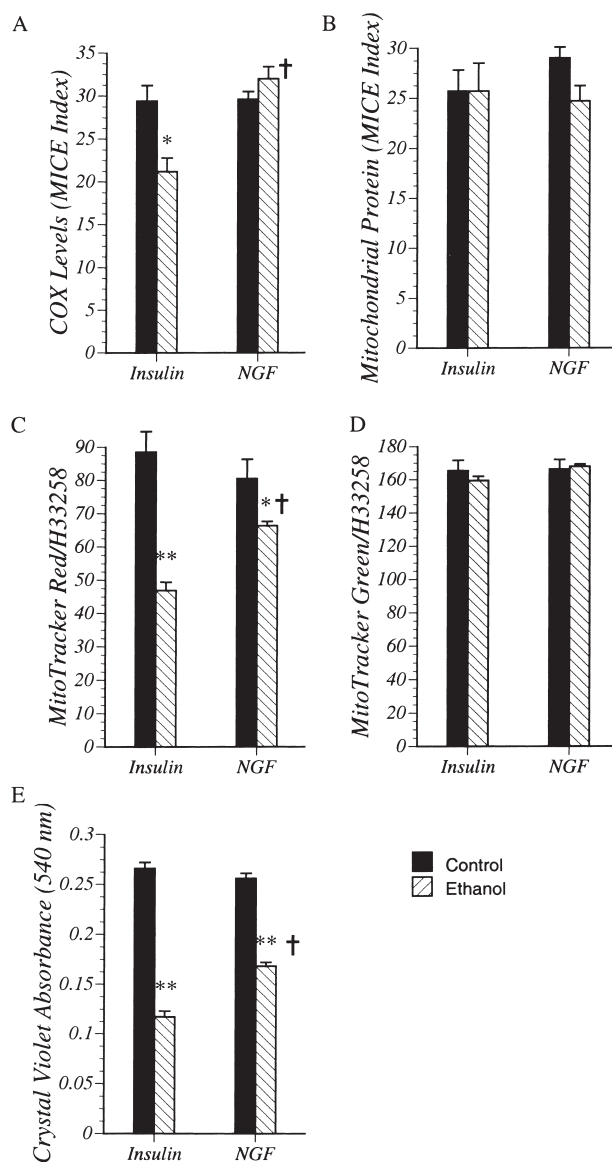 A
COX Levels (MICE Index)
35
30
25
20
15
10
5
0
*
†
Insulin
NGF
B
Mitochondrial Protein (MICE Index)
30
25
20
15
10
5
0
Insulin
NGF
C
MitoTracker Red/H33258
90
80
70
60
50
40
30
20
10
0
**
* †
Insulin
NGF
D
MitoTracker Green/H33258
180
160
140
120
100
80
60
40
20
0
Insulin
NGF
E
Crystal Violet Absorbance (540 nm)
0.3
0.25
0.2
0.15
0.1
0.05
0
**
** †
Insulin
NGF
Control
Ethanol